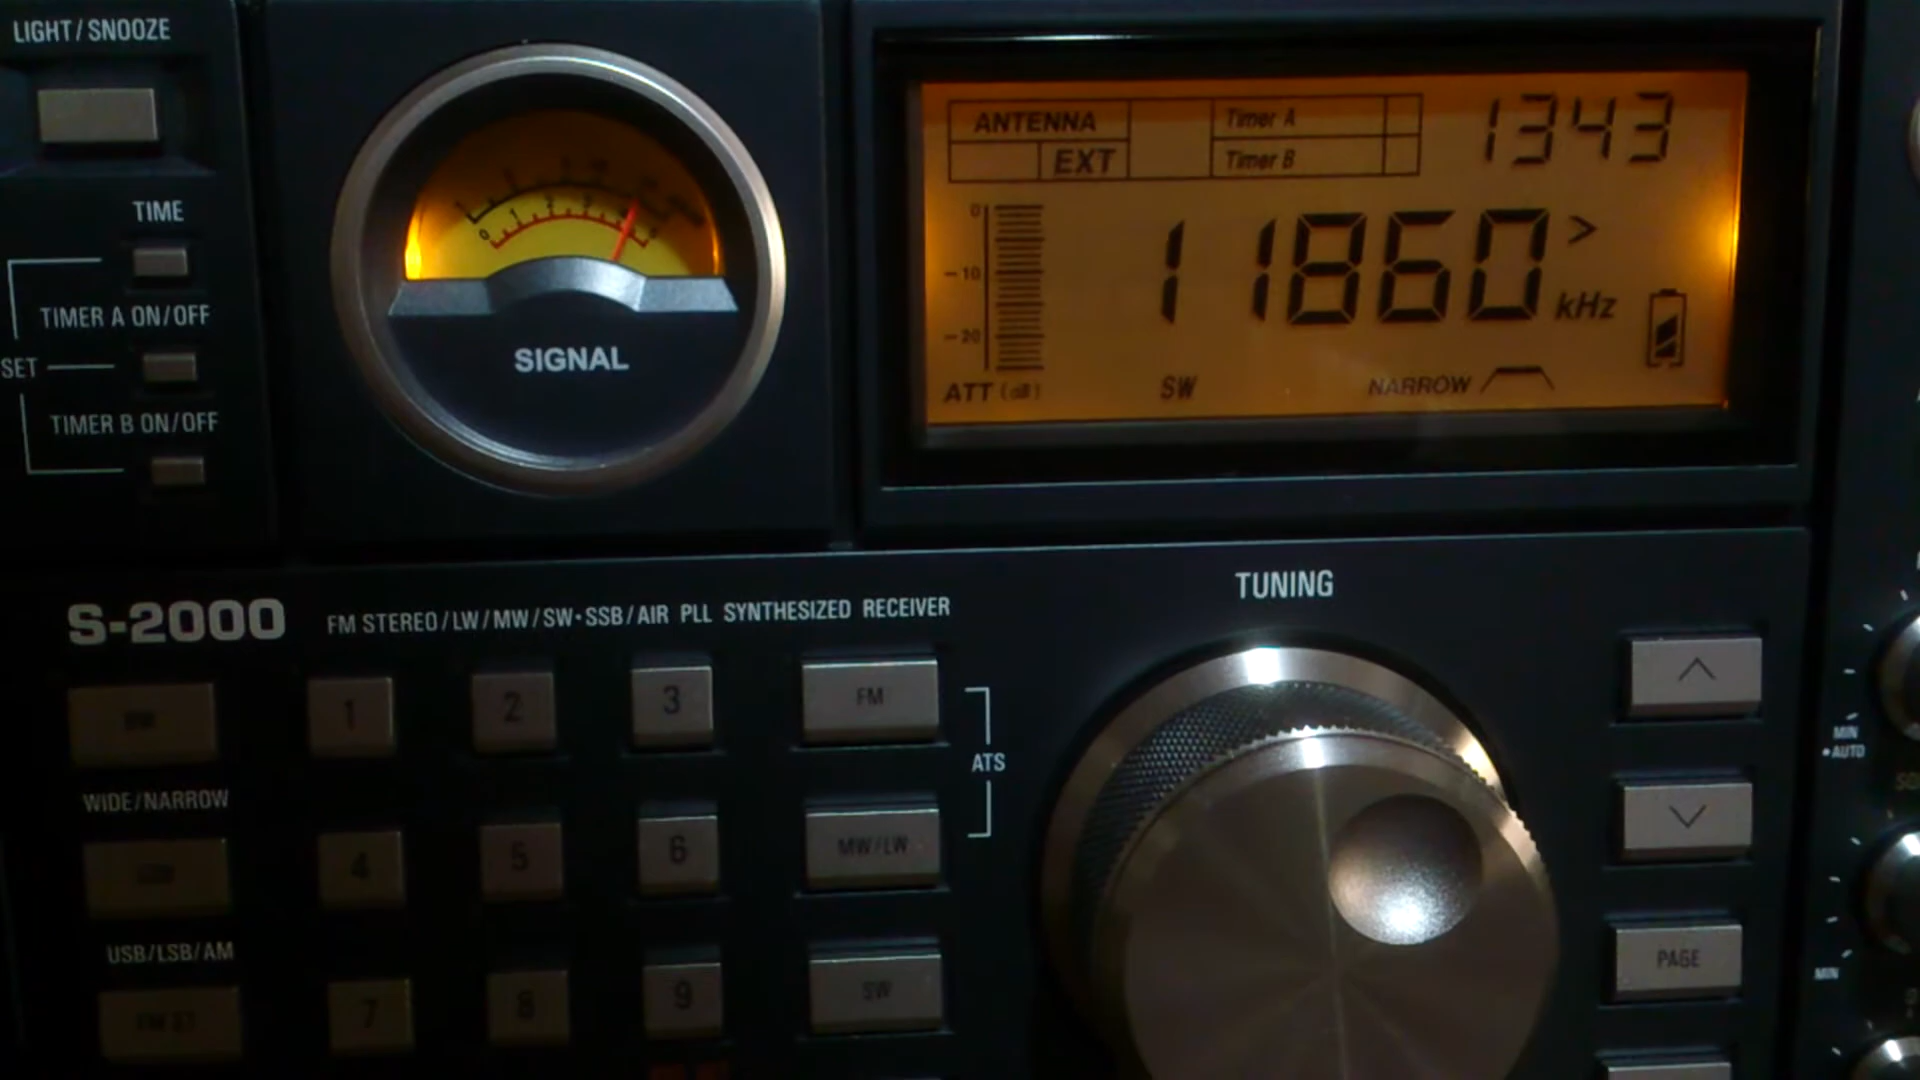 LIGHT/SNOOZE
TIME
TIMER A ON/OFF
SET
TIMER B ON/OFF
SIGNAL
ANTENNA
EXT
Timer A
Timer B
1343
0
-10
-20
ATT (dB)
1 1860 kHz
SW
NARROW
S-2000
FM STEREO/LW/MW/SW·SSB/AIR PLL SYNTHESIZED RECEIVER
TUNING
1 2 3 FM
ATS
WIDE/NARROW
4 5 6 MW/LW
USB/LSB/AM
7 8 9 SW
PAGE
MIN
•AUTO
MIN